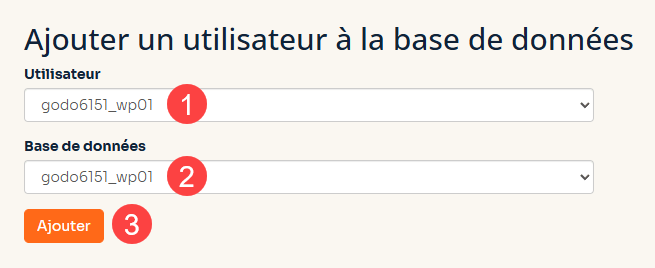 Ajouter un utilisateur à la base de données
Utilisateur
godo6151_wp01 1
Base de données
godo6151_wp01 2
Ajouter 3